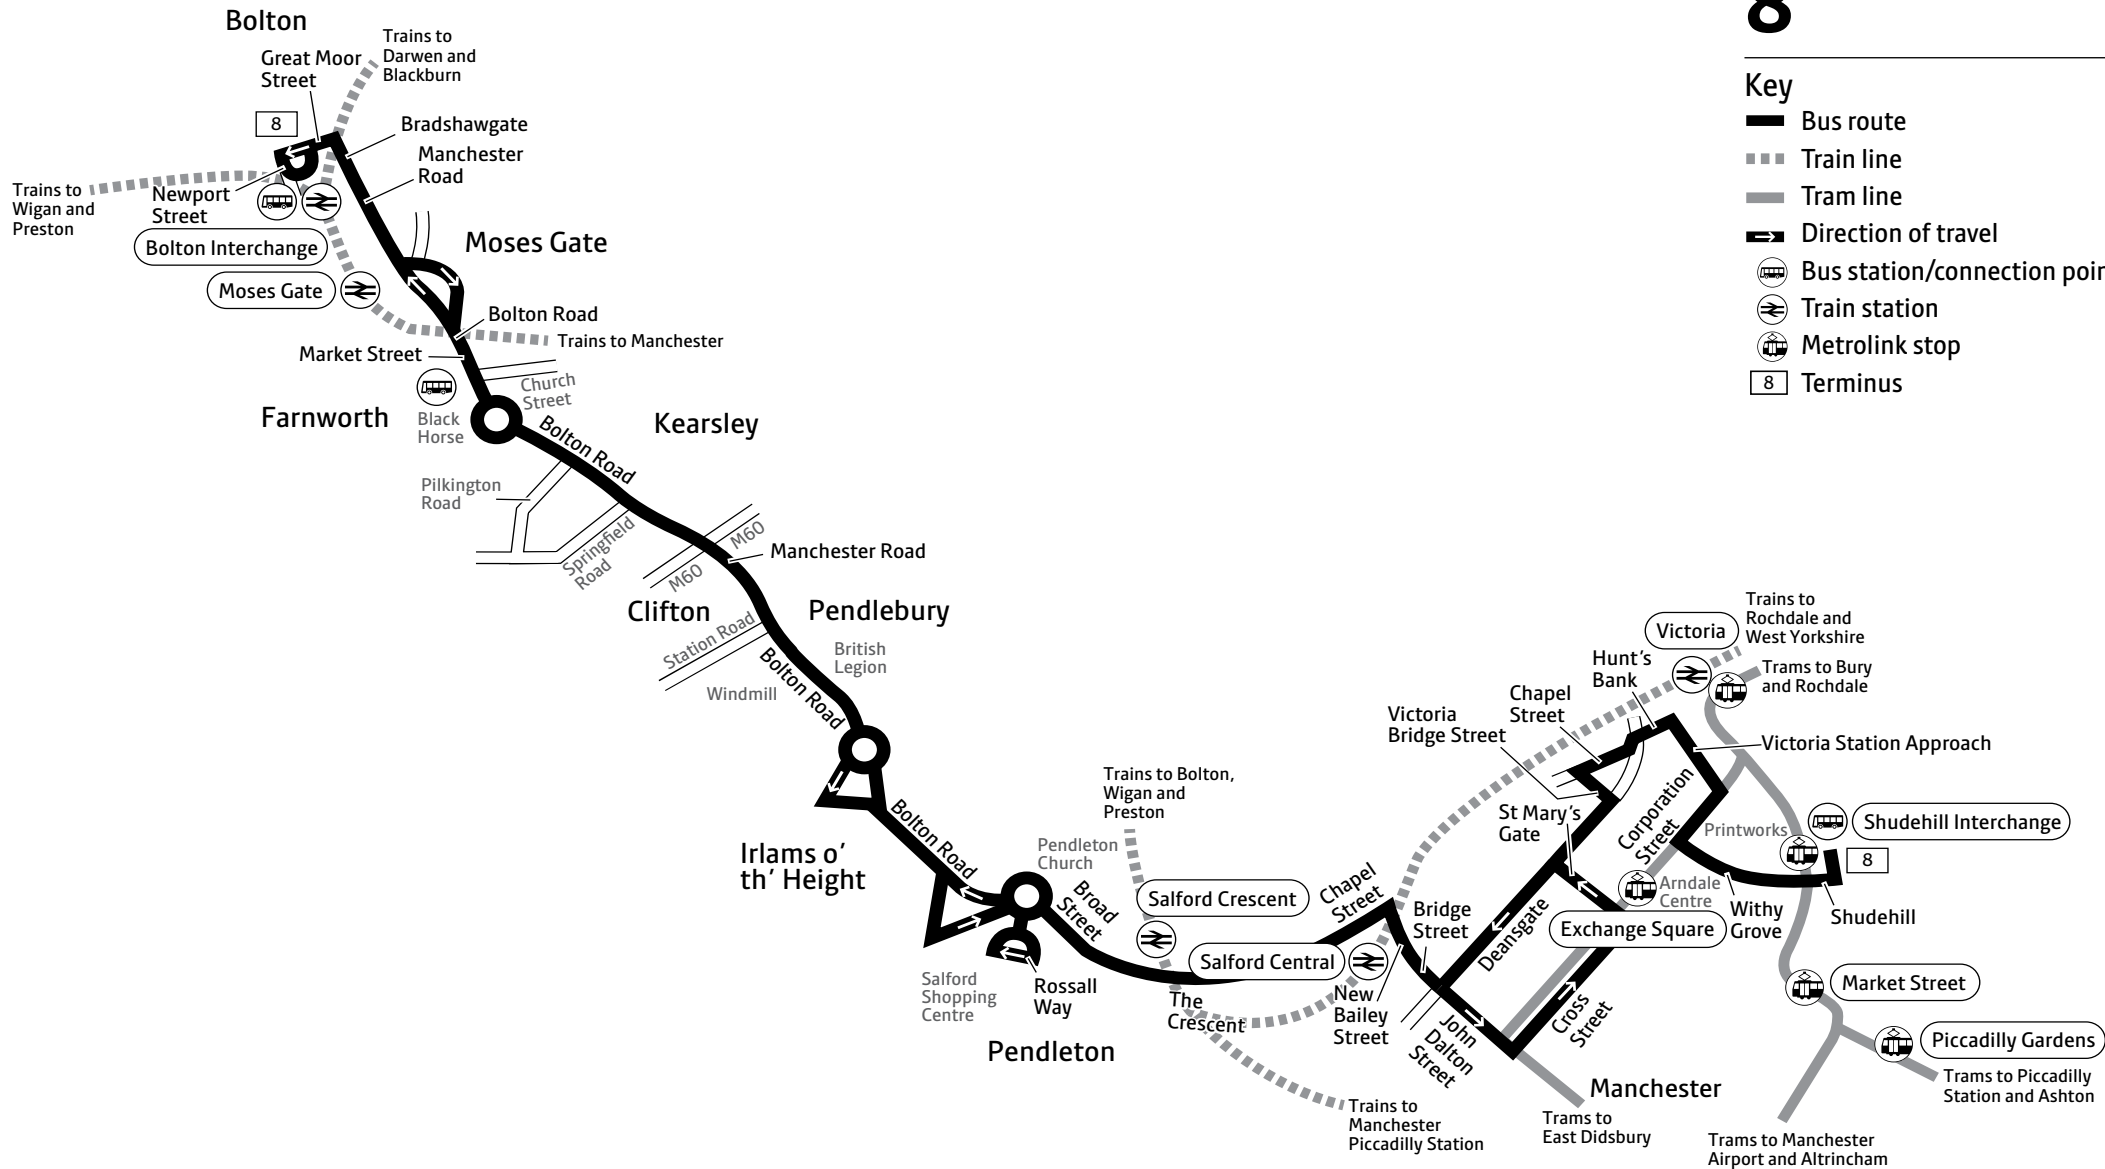 8
Key
Bus route
Train line
Tram line
Direction of travel
Bus station/connection poin
Train station
Metrolink stop
8
Terminus
Bolton
Great Moor
Street
Trains to
Darwen and
Blackburn
8
Bradshawgate
Manchester
Road
Trains to
Wigan and
Preston
Newport
Street
Bolton Interchange
Moses Gate
Moses Gate
Bolton Road
Trains to Manchester
Market Street
Church
Street
Farnworth
Black
Horse
Kearsley
Bolton Road
Pilkington
Road
Springfield
Road
M60
M60
Manchester Road
Clifton
Pendlebury
Station Road
British
Legion
Windmill
Bolton Road
Bolton Road
Irlams o'
th' Height
Pendleton
Church
Broad
Street
Salford
Shopping
Centre
Rossall
Way
Pendleton
Trains to Bolton,
Wigan and
Preston
Salford Crescent
Salford Central
The
Crescent
Chapel
Street
Bridge
Street
New
Bailey
Street
John
Dalton
Street
Trains to
Manchester
Piccadilly Station
Victoria
Bridge Street
Chapel
Street
Hunt's
Bank
Victoria
Trains to
Rochdale and
West Yorkshire
Trams to Bury
and Rochdale
Victoria Station Approach
St Mary's
Gate
Corporation
Street
Printworks
Shudehill Interchange
8
Arndale
Centre
Withy
Grove
Shudehill
Exchange Square
Deansgate
Cross
Street
Market Street
Piccadilly Gardens
Manchester
Trams to Piccadilly
Station and Ashton
Trams to
East Didsbury
Trams to Manchester
Airport and Altrincham